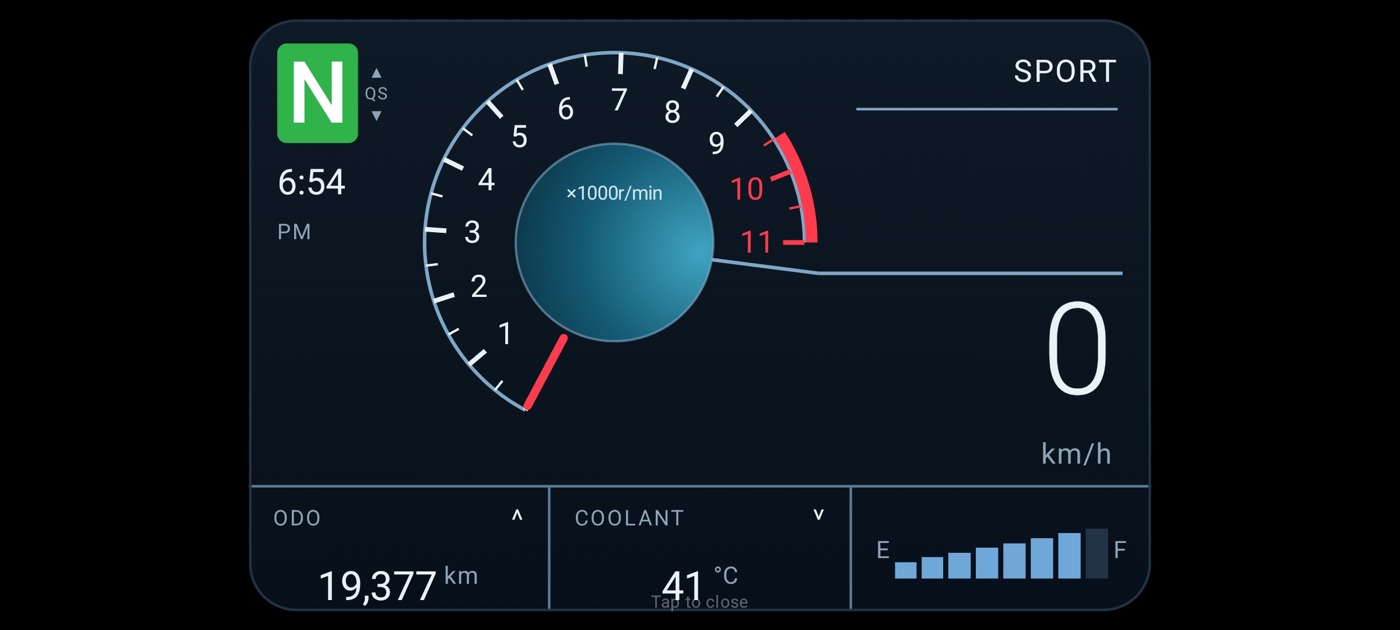 N
▲
QS
▼
6:54
PM
1
2
3
4
5
6
7
8
9
10
11
×1000r/min
SPORT
0
km/h
ODO
˄
19,377 km
COOLANT
˅
41 °C
Tap to close
E
F